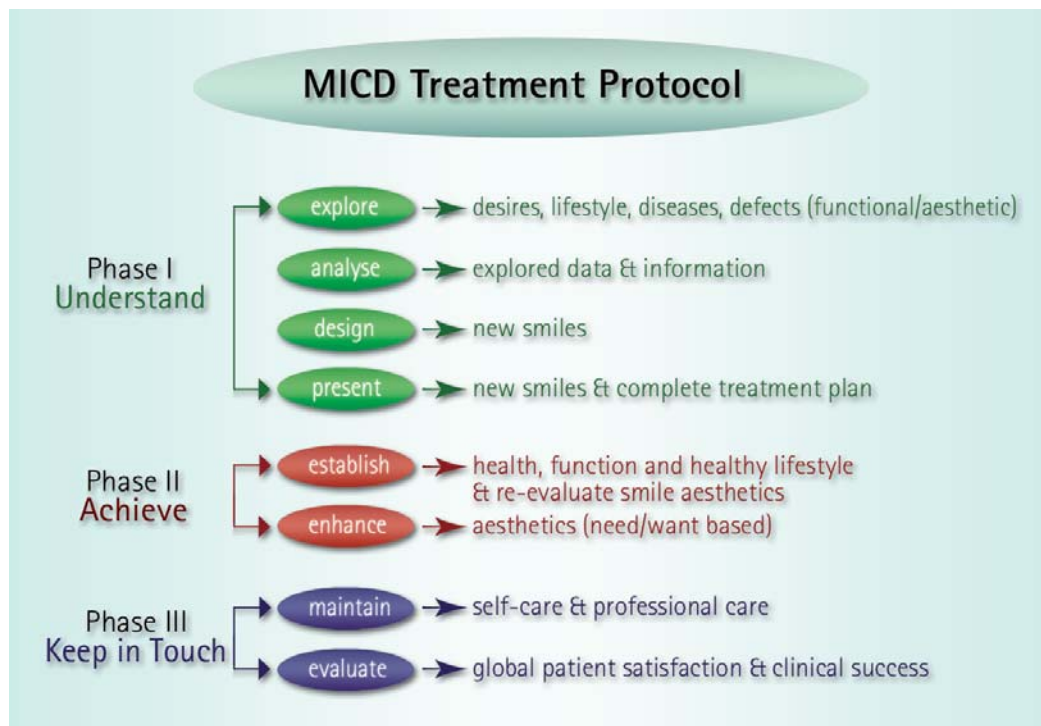 MICD Treatment Protocol
Phase I
Understand
explore
desires, lifestyle, diseases, defects (functional/aesthetic)
analyse
explored data & information
design
new smiles
present
new smiles & complete treatment plan
Phase II
Achieve
establish
health, function and healthy lifestyle
& re-evaluate smile aesthetics
enhance
aesthetics (need/want based)
Phase III
Keep in Touch
maintain
self-care & professional care
evaluate
global patient satisfaction & clinical success